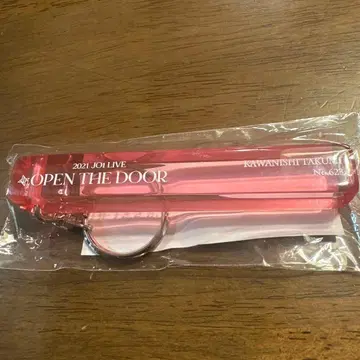 2021 JO1 LIVE
OPEN THE DOOR
KAWANISHI TAKUMI